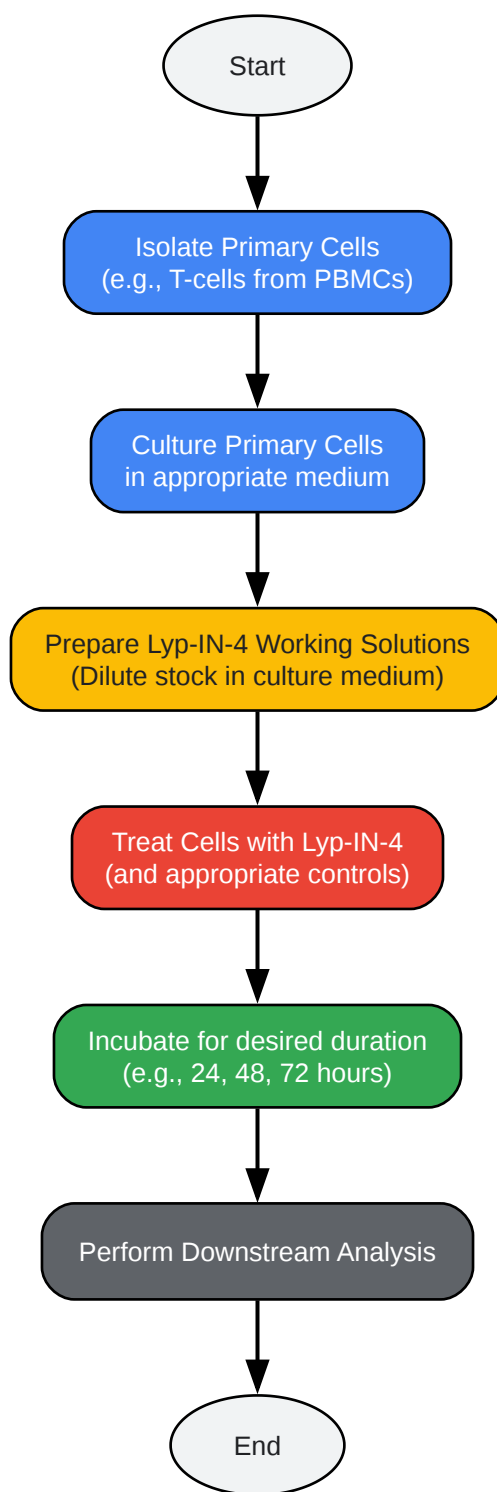 Start
Isolate Primary Cells
(e.g., T-cells from PBMCs)
Culture Primary Cells
in appropriate medium
Prepare Lyp-IN-4 Working Solutions
(Dilute stock in culture medium)
Treat Cells with Lyp-IN-4
(and appropriate controls)
Incubate for desired duration
(e.g., 24, 48, 72 hours)
Perform Downstream Analysis
End